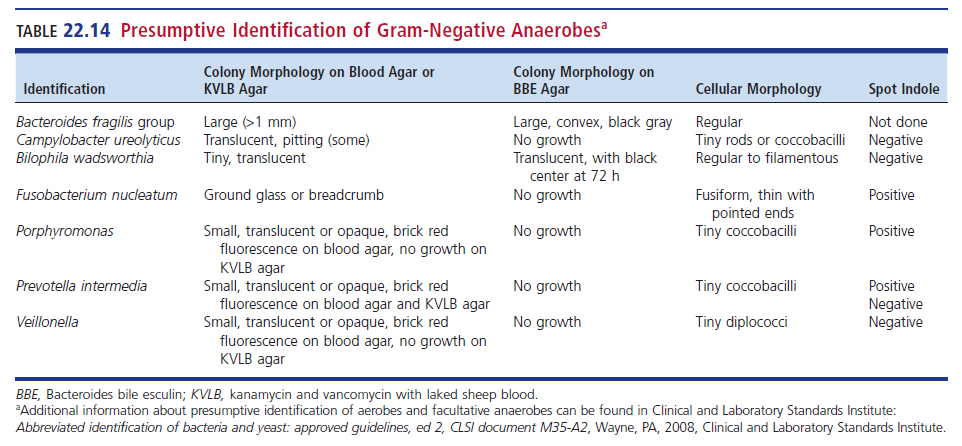 TABLE 22.14 Presumptive Identification of Gram-Negative Anaerobesa
Identification Colony Morphology on Blood Agar or KVLB Agar Colony Morphology on BBE Agar Cellular Morphology Spot Indole
Bacteroides fragilis group Large (>1 mm) Large, convex, black gray Regular Not done
Campylobacter ureolyticus Translucent, pitting (some) No growth Tiny rods or coccobacilli Negative
Bilophila wadsworthia Tiny, translucent Translucent, with black Regular to filamentous Negative
center at 72 h
Fusobacterium nucleatum Ground glass or breadcrumb No growth Fusiform, thin with Positive
pointed ends
Porphyromonas Small, translucent or opaque, brick red No growth Tiny coccobacilli Positive
fluorescence on blood agar, no growth on
KVLB agar
Prevotella intermedia Small, translucent or opaque, brick red No growth Tiny coccobacilli Positive
fluorescence on blood agar and KVLB agar Negative
Veillonella Small, translucent or opaque, brick red No growth Tiny diplococci Negative
fluorescence on blood agar, no growth on
KVLB agar
BBE, Bacteroides bile esculin; KVLB, kanamycin and vancomycin with laked sheep blood.
aAdditional information about presumptive identification of aerobes and facultative anaerobes can be found in Clinical and Laboratory Standards Institute:
Abbreviated identification of bacteria and yeast: approved guidelines, ed 2, CLSI document M35-A2, Wayne, PA, 2008, Clinical and Laboratory Standards Institute.